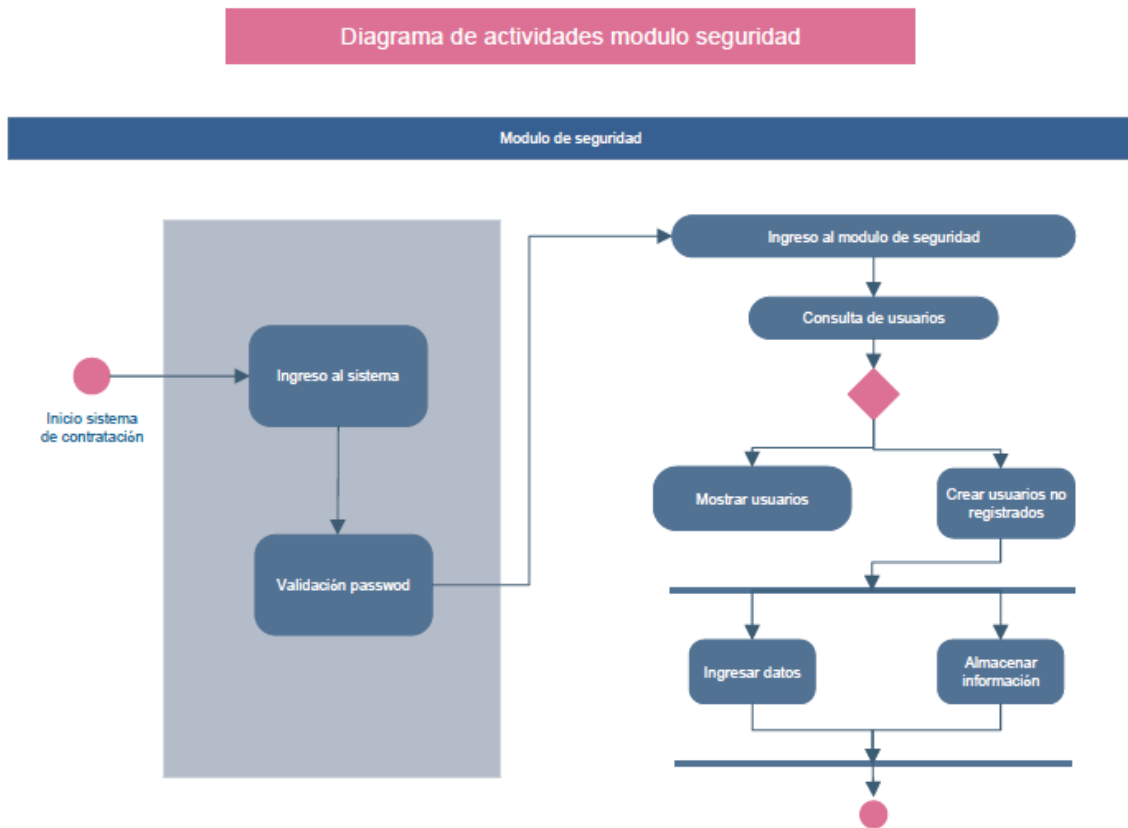 Diagrama de actividades modulo seguridad
Modulo de seguridad
Ingreso al modulo de seguridad
Consulta de usuarios
Ingreso al sistema
Inicio sistema
de contratación
Mostrar usuarios
Crear usuarios no
registrados
Validación passwod
Ingresar datos
Almacenar
información